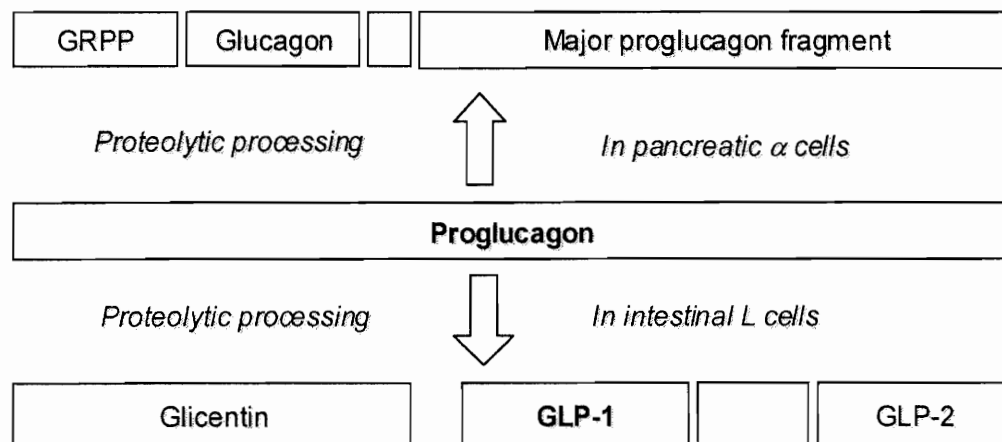 GRPP Glucagon Major proglucagon fragment
Proteolytic processing In pancreatic α cells
Proglucagon
Proteolytic processing In intestinal L cells
Glicentin GLP-1 GLP-2